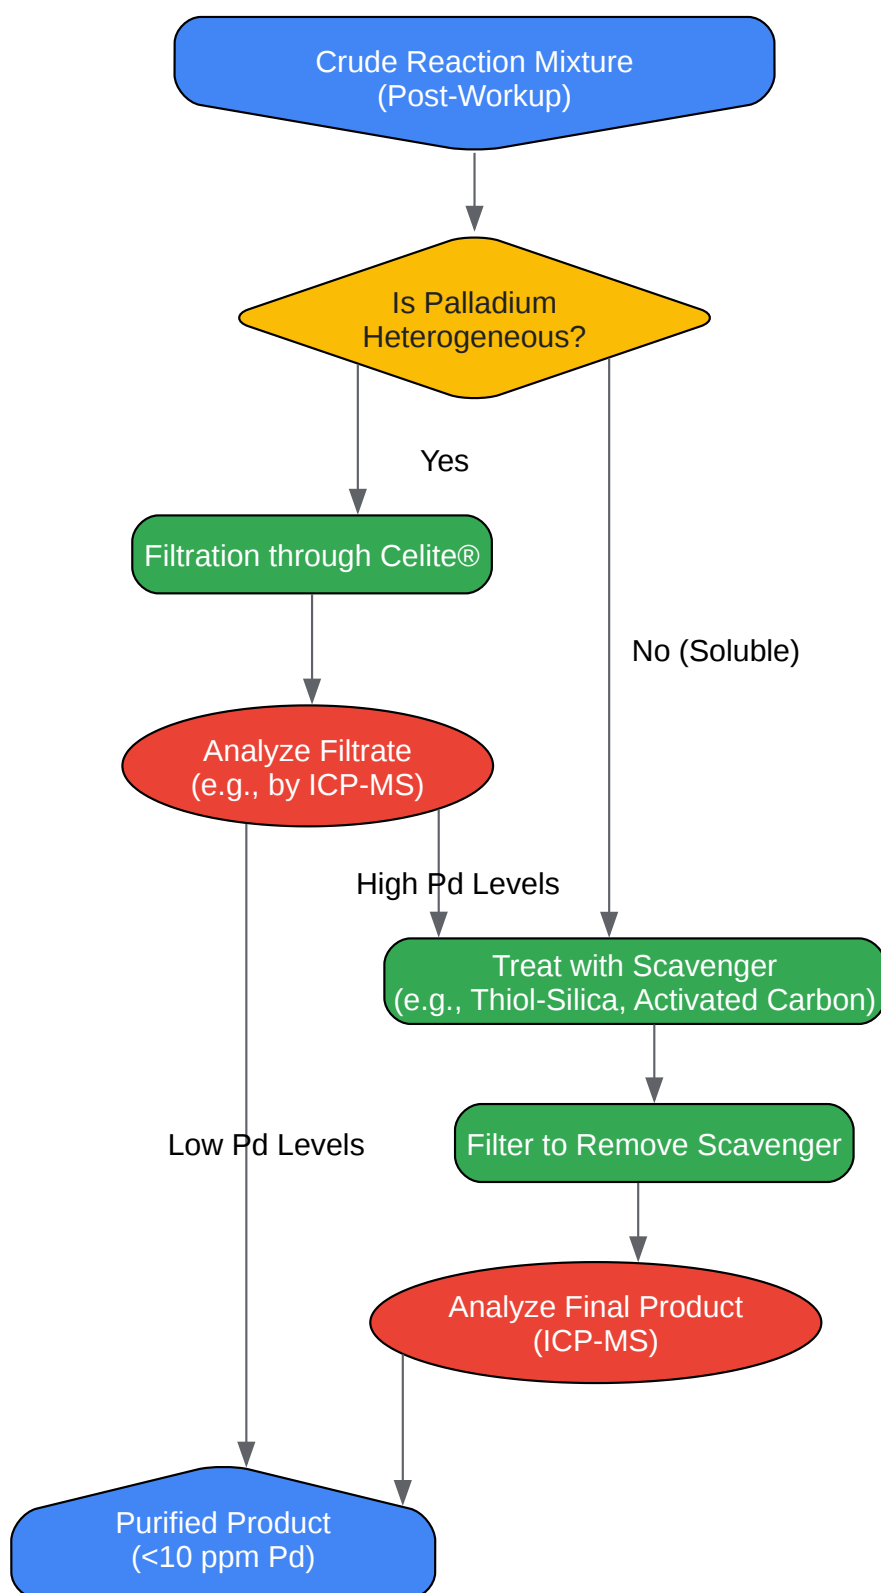 Crude Reaction Mixture
(Post-Workup)
Is Palladium
Heterogeneous?
Yes
Filtration through Celite®
No (Soluble)
Analyze Filtrate
(e.g., by ICP-MS)
High Pd Levels
Treat with Scavenger
(e.g., Thiol-Silica, Activated Carbon)
Low Pd Levels
Filter to Remove Scavenger
Analyze Final Product
(ICP-MS)
Purified Product
(<10 ppm Pd)